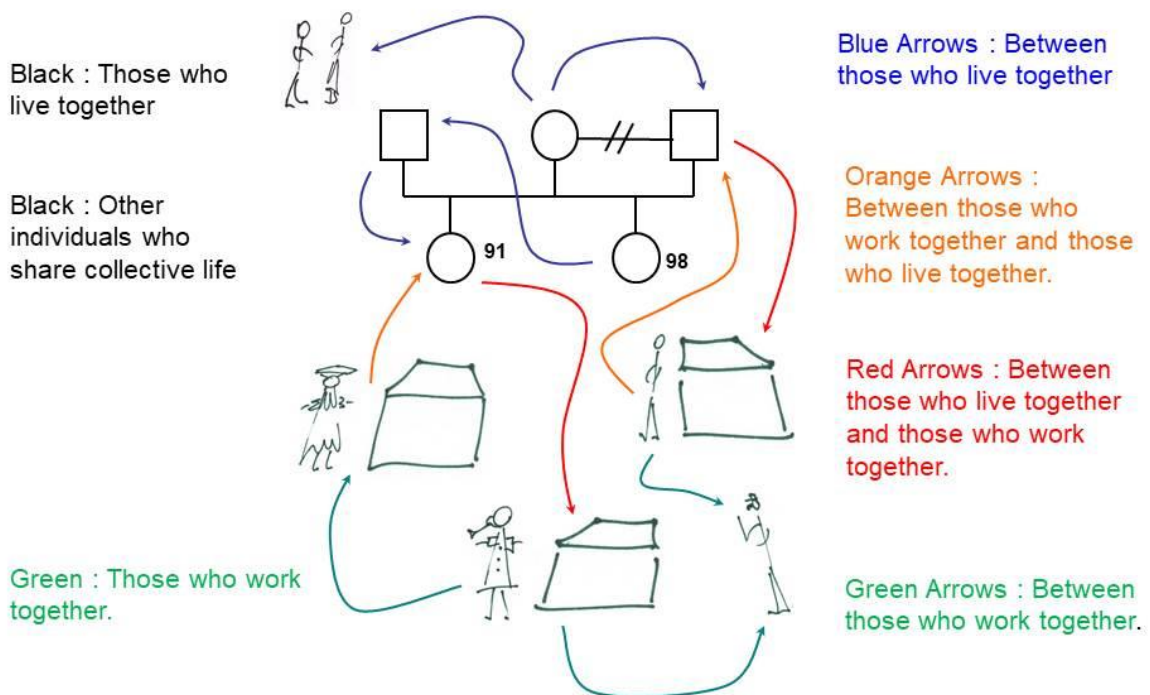 Black : Those who
live together
Black : Other
individuals who
share collective life
Green : Those who work
together.
91
98
Blue Arrows : Between
those who live together
Orange Arrows :
Between those who
work together and those
who live together.
Red Arrows : Between
those who live together
and those who work
together.
Green Arrows : Between
those who work together.